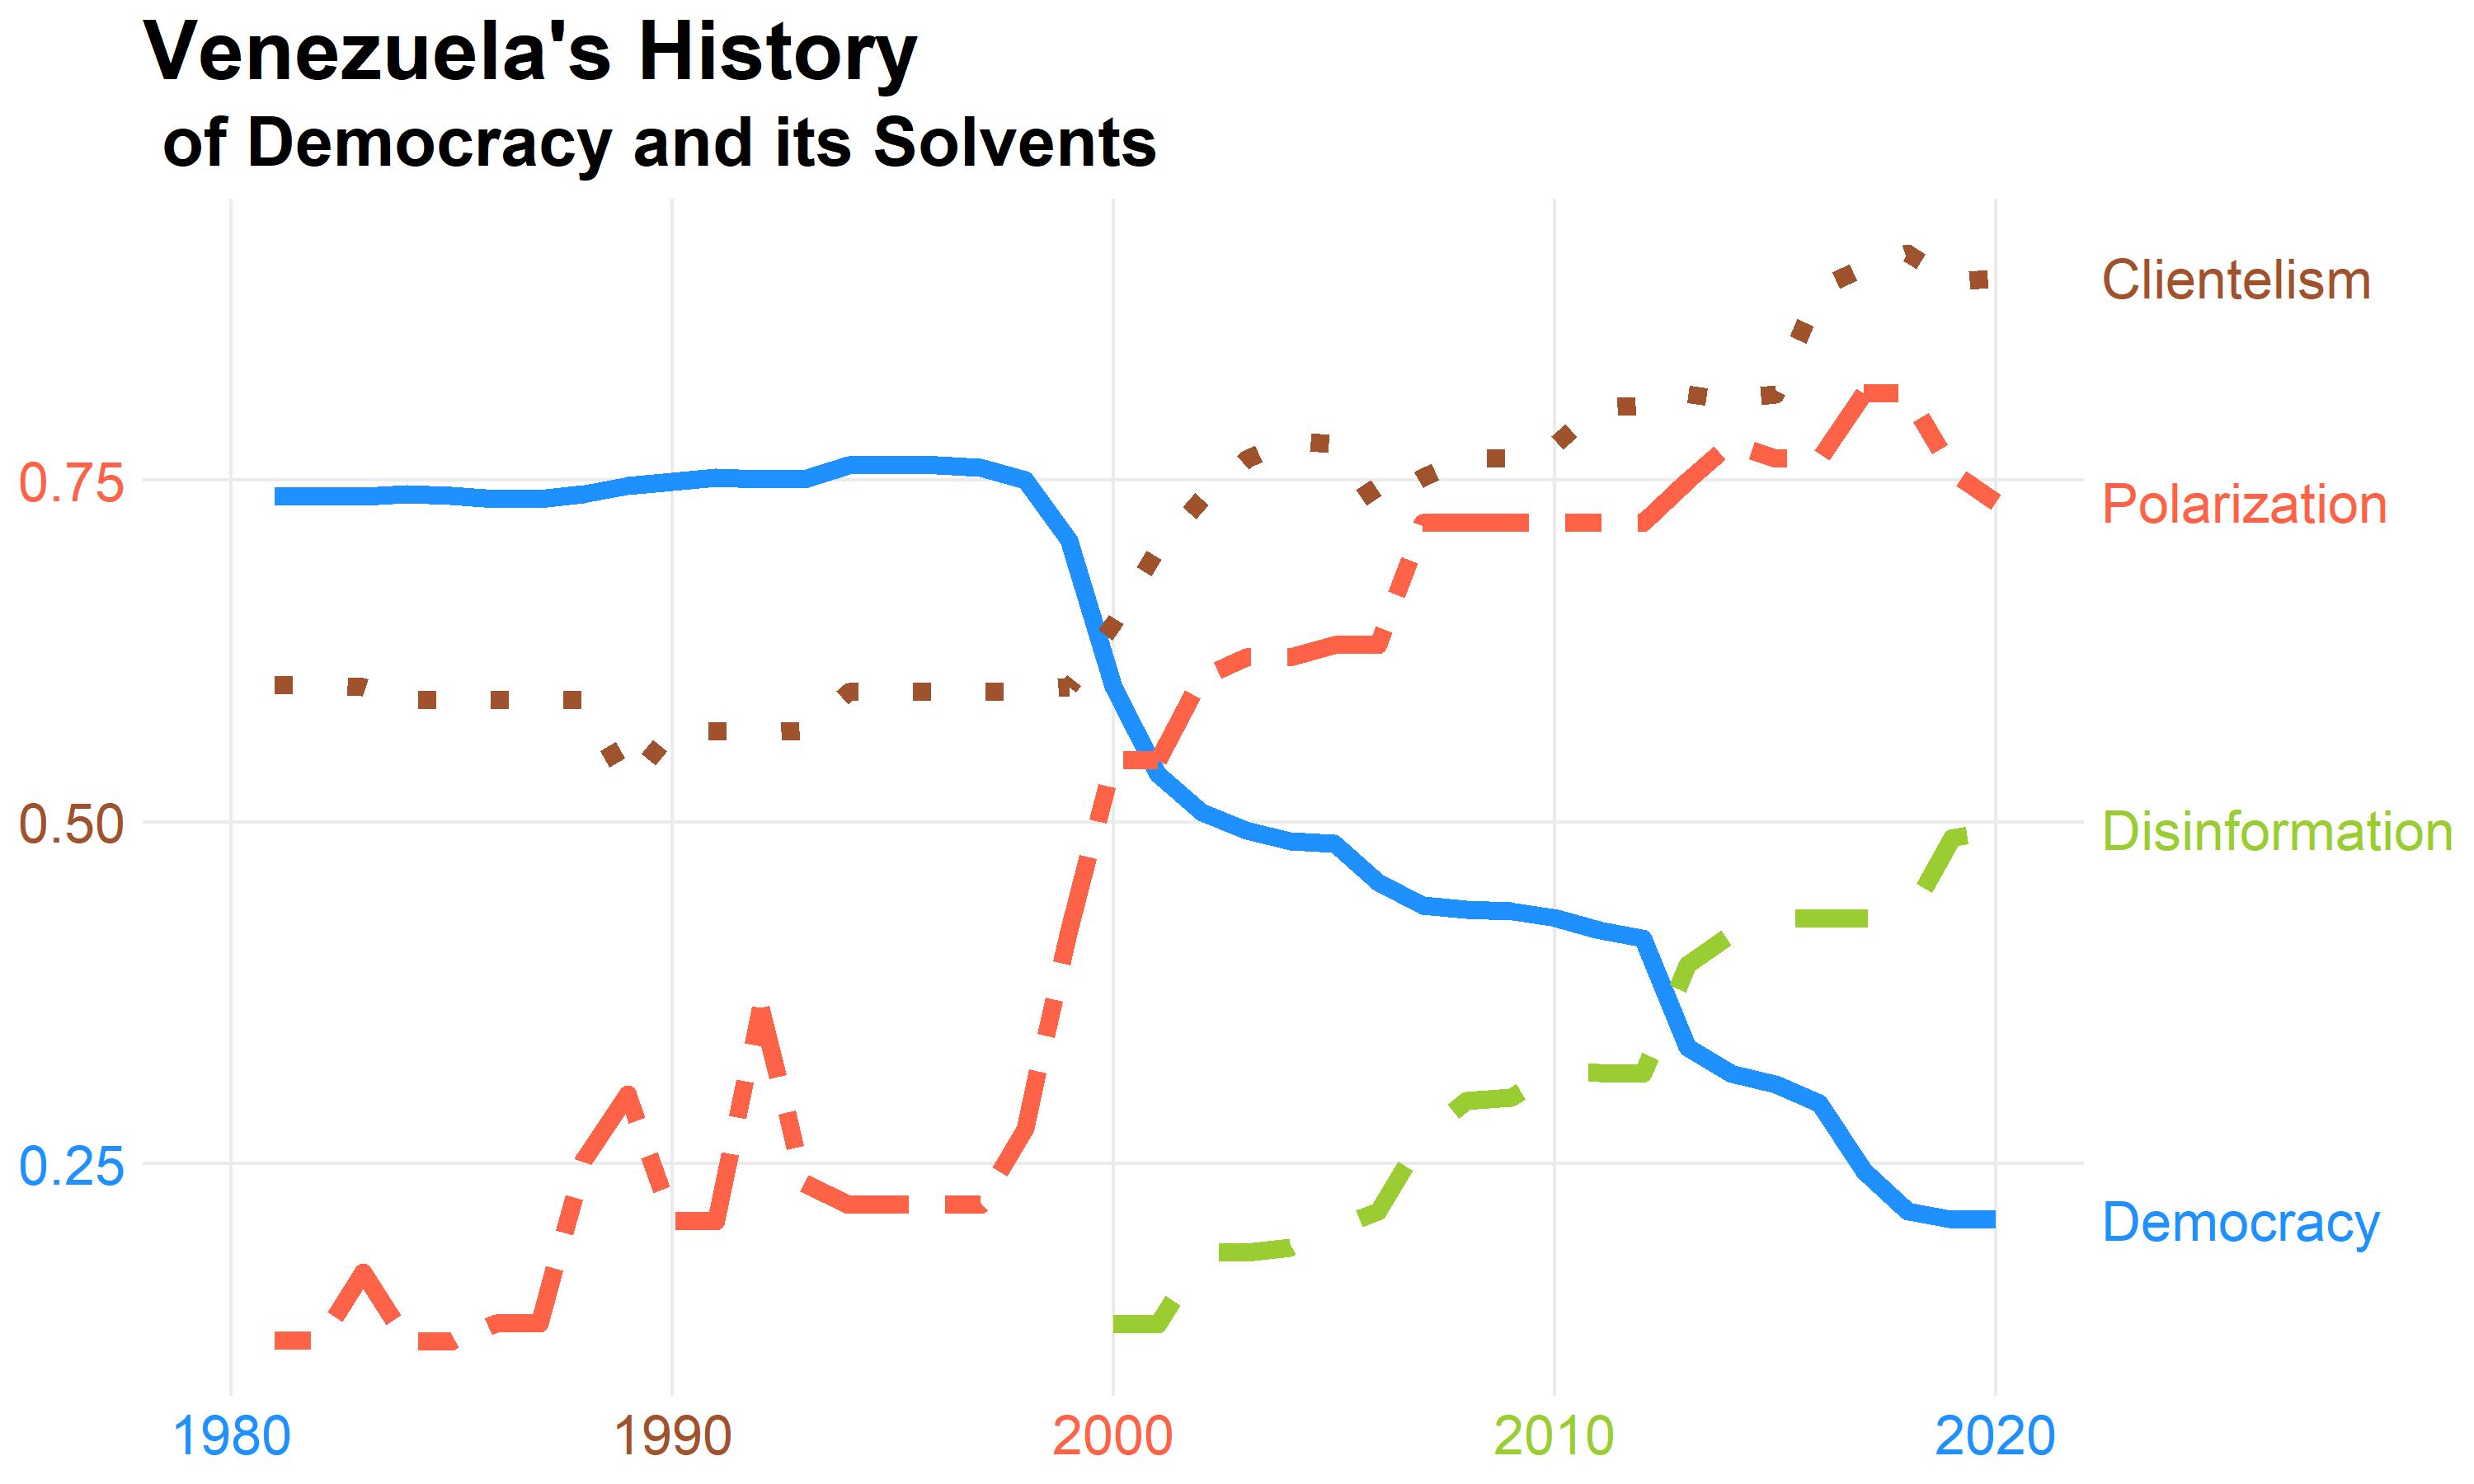 Venezuela's History
of Democracy and its Solvents
Clientelism
0.75
Polarization
0.50
Disinformation
0.25
Democracy
1980
1990
2000
2010
2020